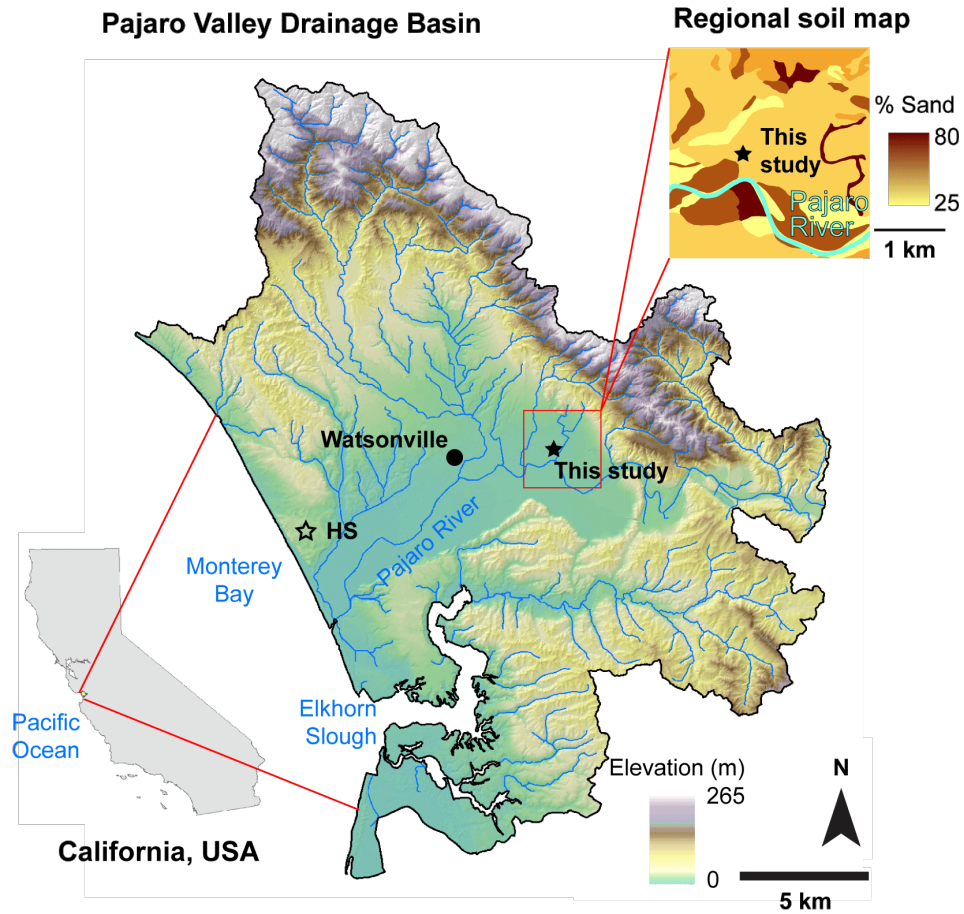 Pajaro Valley Drainage Basin
Regional soil map
% Sand
80
25
This
study
Pajaro
River
1 km
Watsonville
This study
HS
Pajaro River
Monterey
Bay
Elkhorn
Slough
Pacific
Ocean
California, USA
Elevation (m)
265
0
N
5 km